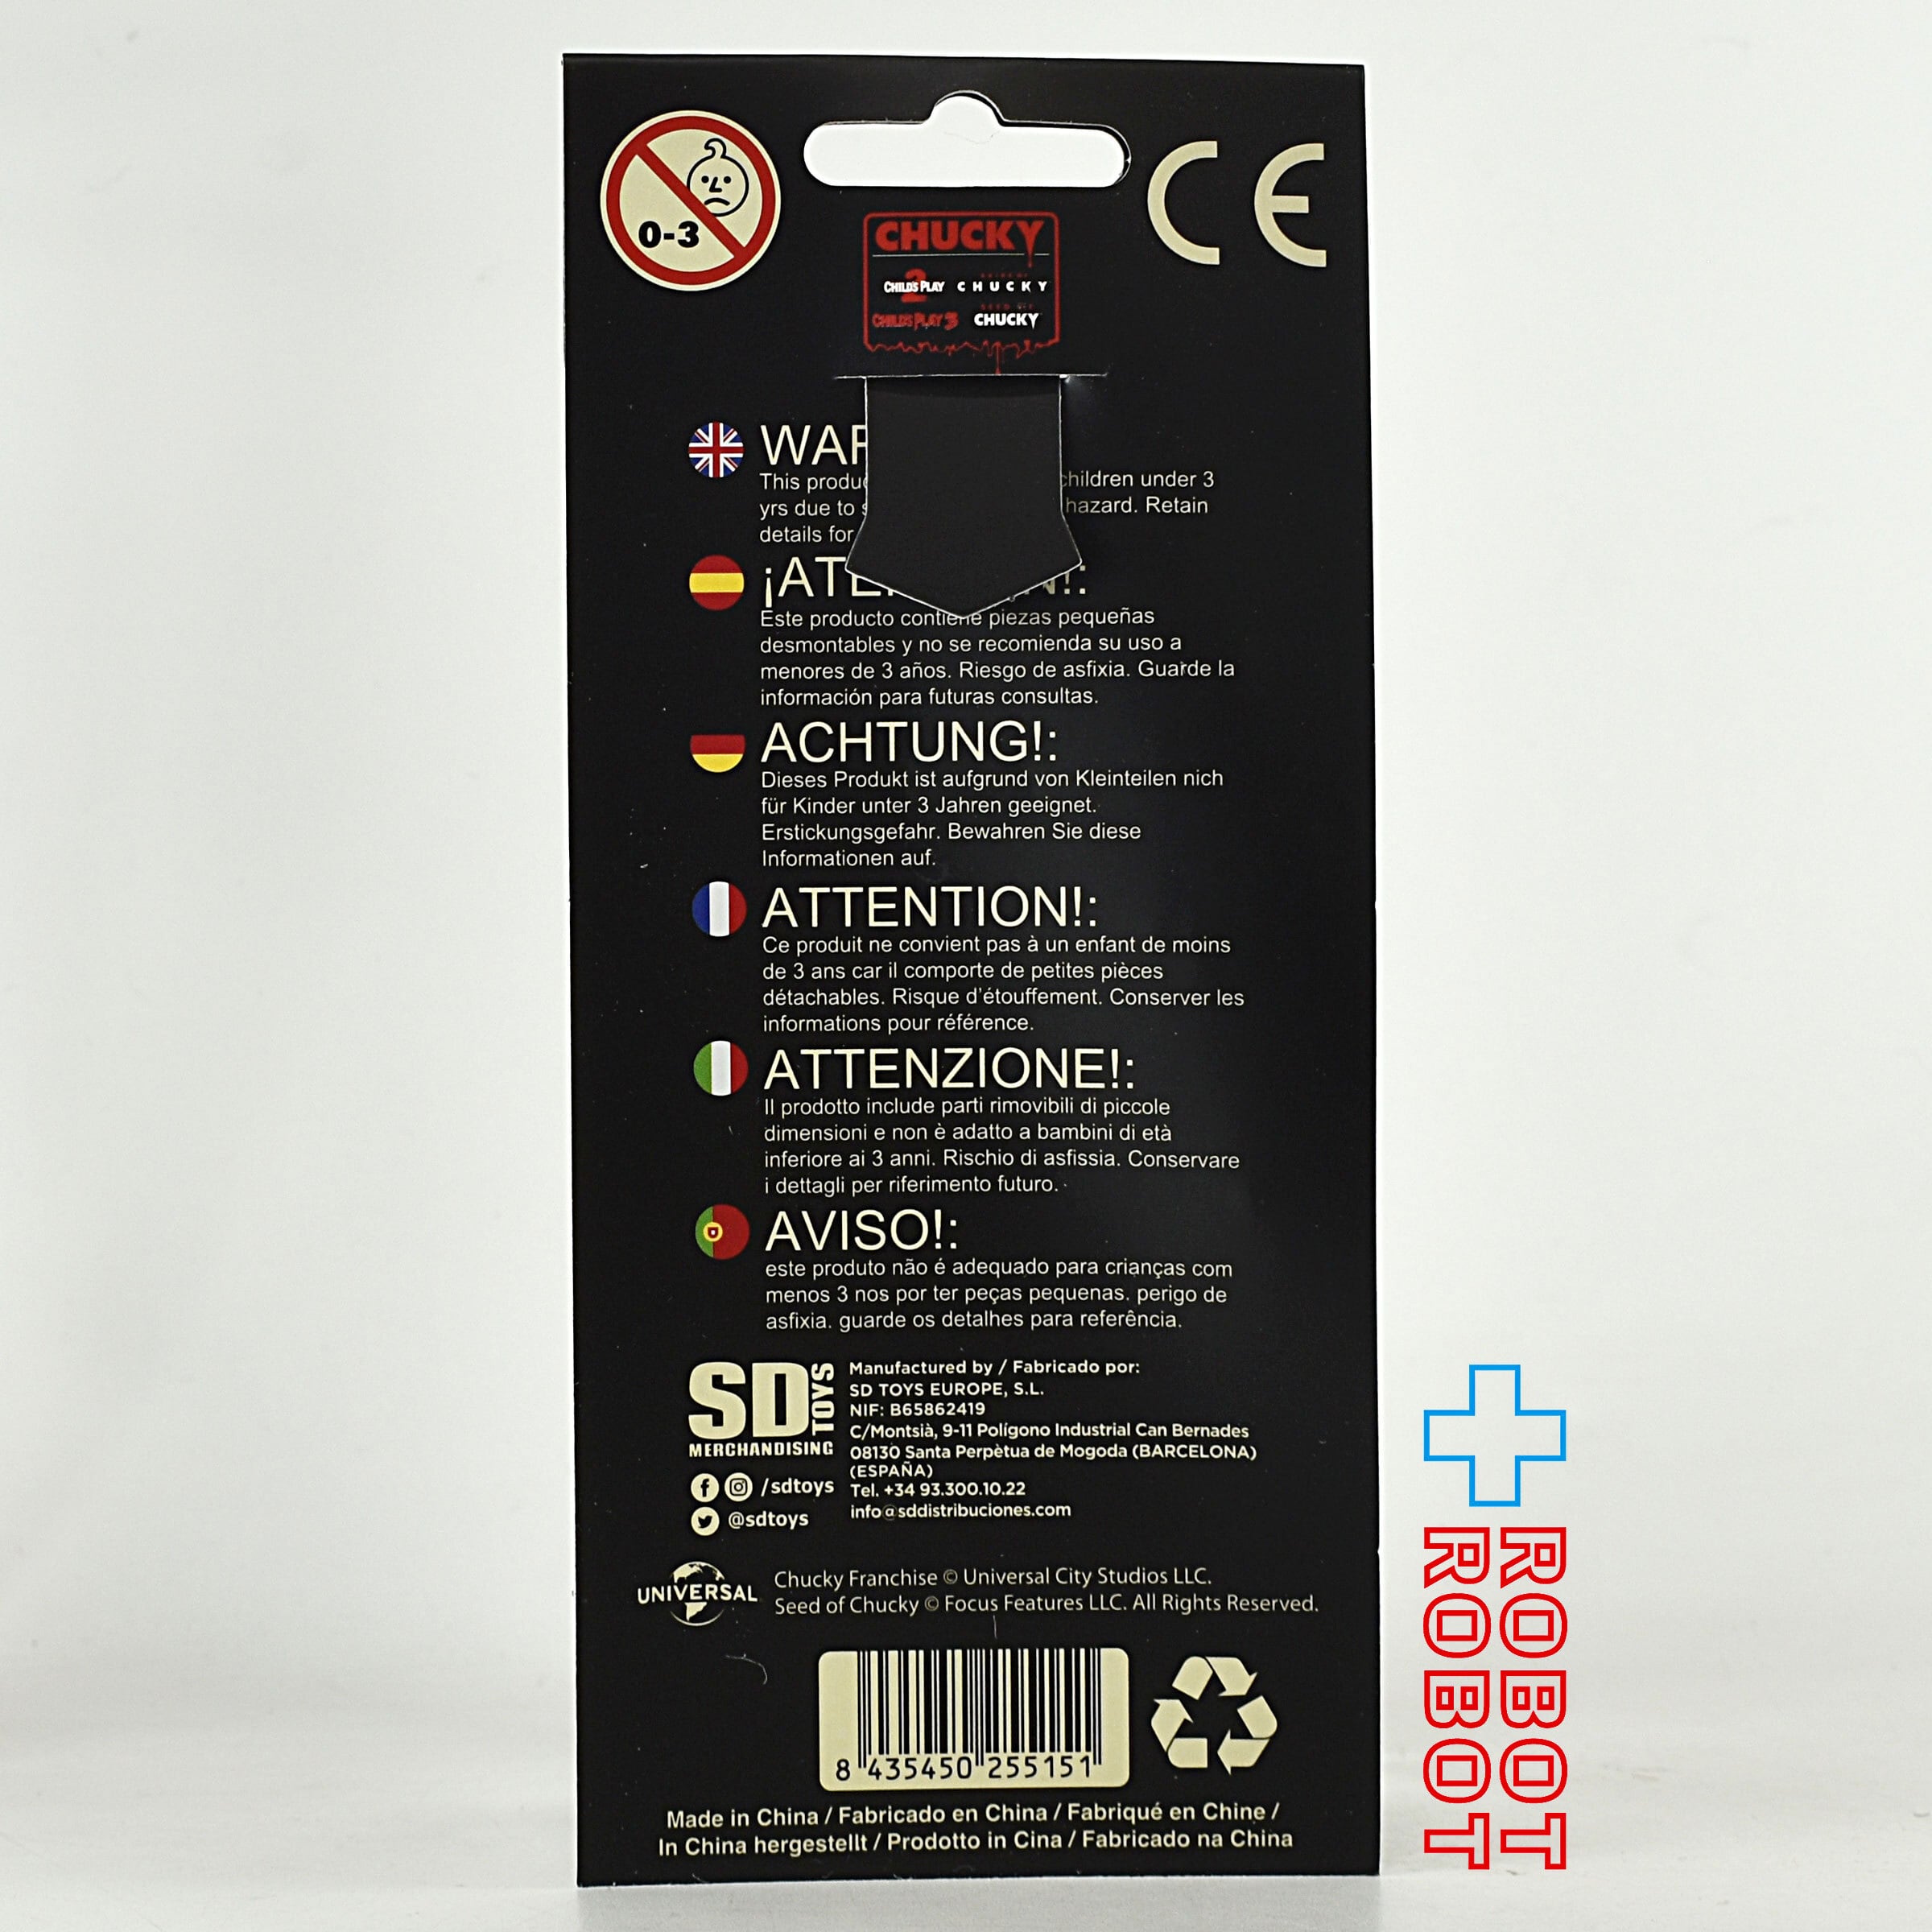 0-3
CE
CHUCKY
2
CHILD'S PLAY
CHUCKY
CHILD'S PLAY 3
CHUCKY
WAR
This produ children under 3
yrs due to hazard. Retain
details for
¡ATE N!:
Este producto contiene piezas pequeñas
desmontables y no se recomienda su uso a
menores de 3 años. Riesgo de asfixia. Guarde la
información para futuras consultas.
ACHTUNG!:
Dieses Produkt ist aufgrund von Kleinteilen nich
für Kinder unter 3 Jahren geeignet.
Erstickungsgefahr. Bewahren Sie diese
Informationen auf.
ATTENTION!:
Ce produit ne convient pas à un enfant de moins
de 3 ans car il comporte de petites pièces
détachables. Risque d'étouffement. Conserver les
informations pour référence.
ATTENZIONE!:
Il prodotto include parti rimovibili di piccole
dimensioni e non è adatto a bambini di età
inferiore ai 3 anni. Rischio di asfissia. Conservare
i dettagli per riferimento futuro.
AVISO!:
este produto não é adequado para crianças com
menos 3 nos por ter peças pequenas. perigo de
asfixia. guarde os detalhes para referência.
SD TOYS
MERCHANDISING
/sdtoys
@sdtoys
Manufactured by / Fabricado por:
SD TOYS EUROPE, S.L.
NIF: B65862419
C/Montsià, 9-11 Polígono Industrial Can Bernades
08130 Santa Perpètua de Mogoda (BARCELONA)
(ESPAÑA)
Tel. +34 93.300.10.22
info@sddistribuciones.com
UNIVERSAL
Chucky Franchise © Universal City Studios LLC.
Seed of Chucky © Focus Features LLC. All Rights Reserved.
8 435450 255151
Made in China / Fabricado en China / Fabriqué en Chine /
In China hergestellt / Prodotto in Cina / Fabricado na China
ROBOT
ROBOT